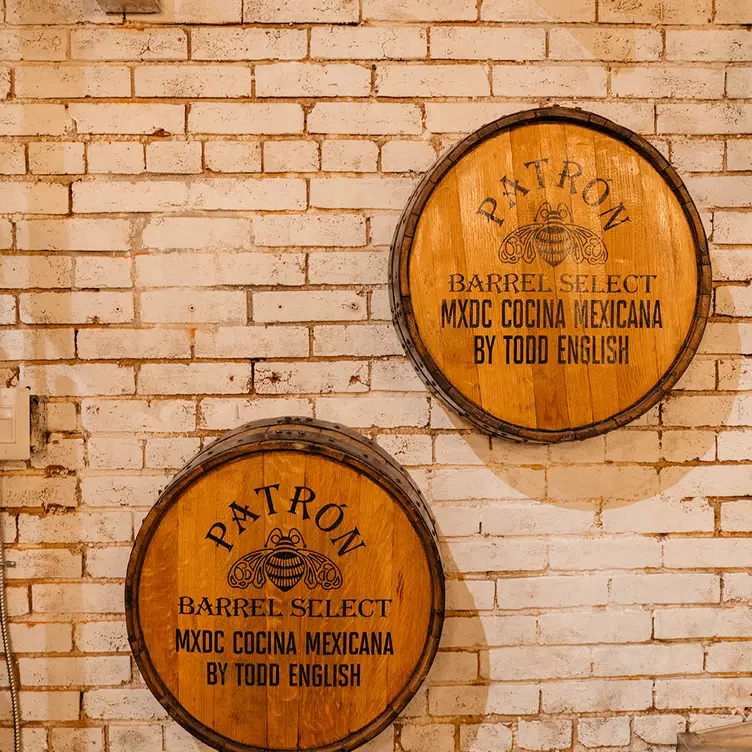 PATRÓN
BARREL SELECT
MXDC COCINA MEXICANA
BY TODD ENGLISH
PATRÓN
BARREL SELECT
MXDC COCINA MEXICANA
BY TODD ENGLISH